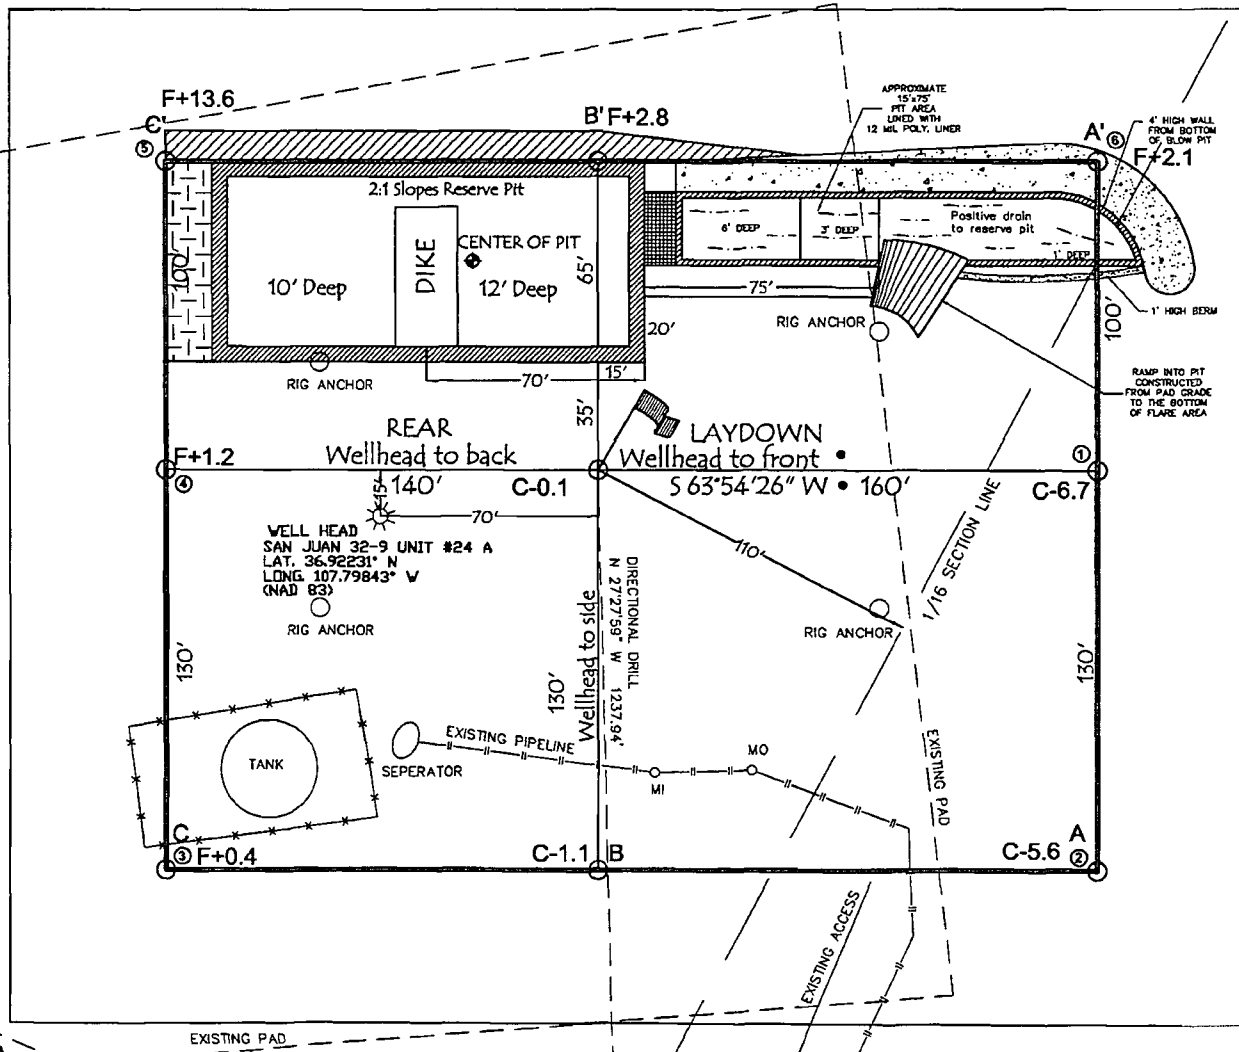 F+13.6
C'
⑤
B' F+2.8
APPROXIMATE
15'x75'
PIT AREA
LINED WITH
12 MIL POLY. LINER
A'
⑥
4' HIGH WALL
FROM BOTTOM
OF BLOW PIT
F+2.1
2:1 Slopes Reserve Pit
DIKE
CENTER OF PIT
10' Deep
12' Deep
100'
65'
6' DEEP
3' DEEP
Positive drain
to reserve pit
1' DEEP
75'
20'
RIG ANCHOR
1' HIGH BERM
100'
RIG ANCHOR
70'
15'
35'
RAMP INTO PIT
CONSTRUCTED
FROM PAD GRADE
TO THE BOTTOM
OF FLARE AREA
REAR
Wellhead to back
140'
LAYDOWN
Wellhead to front
S 63°54'26" W
160'
F+1.2
④
C-0.1
①
C-6.7
15'
70'
WELL HEAD
SAN JUAN 32-9 UNIT #24 A
LAT. 36.92231° N
LONG. 107.79843° W
(NAD 83)
RIG ANCHOR
110'
1/16 SECTION LINE
RIG ANCHOR
DIRECTIONAL DRILL
N 27°27'59" W 1237.94'
Wellhead to side
130'
130'
130'
EXISTING PIPELINE
TANK
SEPERATOR
MI
MO
EXISTING PAD
C
③
F+0.4
C-1.1
B
C-5.6
A
②
EXISTING ACCESS
EXISTING PAD